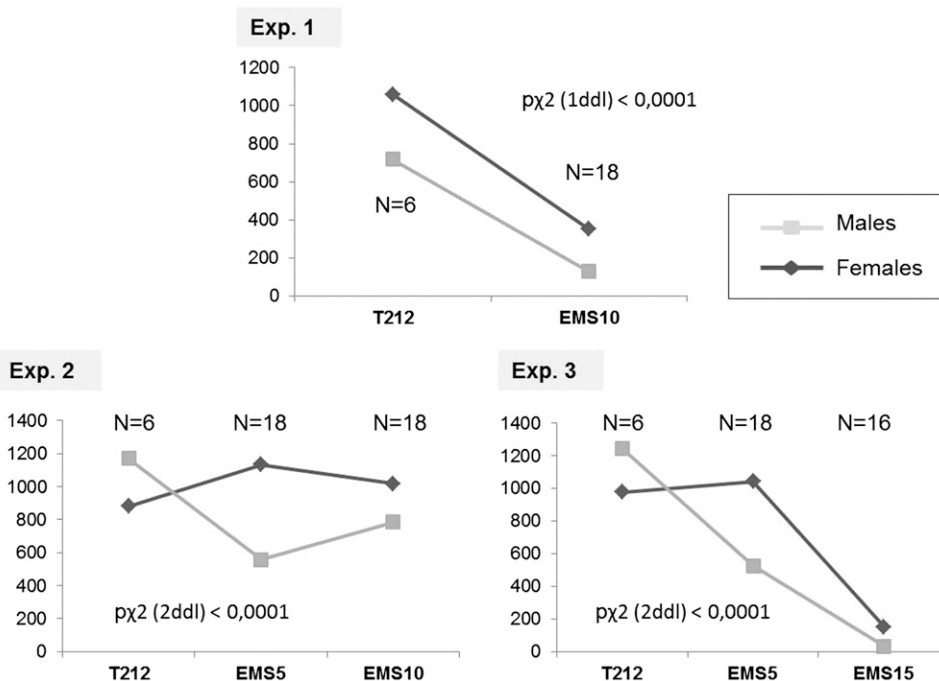 Exp. 1
1200
1000
800
600
400
200
0
pχ2 (1ddl) < 0,0001
N=6
N=18
T212
EMS10
Males
Females
Exp. 2
1400
1200
1000
800
600
400
200
0
N=6
N=18
N=18
pχ2 (2ddl) < 0,0001
T212
EMS5
EMS10
Exp. 3
1400
1200
1000
800
600
400
200
0
N=6
N=18
N=16
pχ2 (2ddl) < 0,0001
T212
EMS5
EMS15